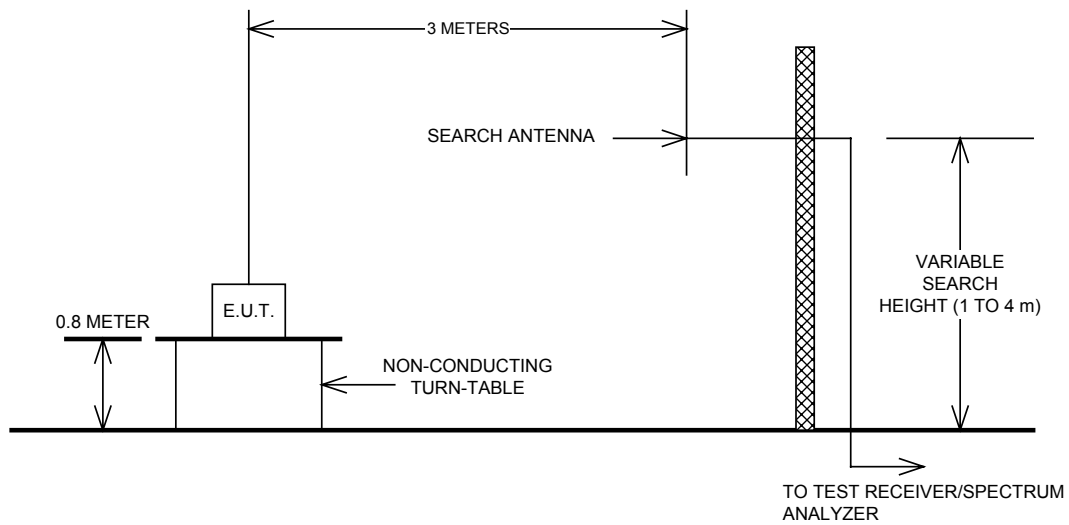 3 METERS
SEARCH ANTENNA
VARIABLE
SEARCH
HEIGHT (1 TO 4 m)
E.U.T.
0.8 METER
NON-CONDUCTING
TURN-TABLE
TO TEST RECEIVER/SPECTRUM
ANALYZER